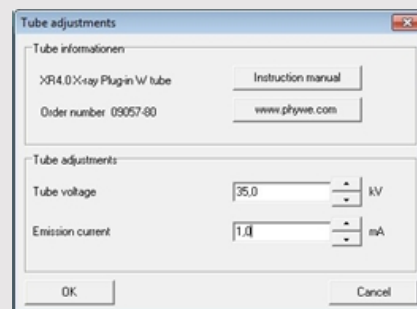 Tube adjustments
Tube informationen
XR4.0 X-ray Plug-in W tube
Instruction manual
Order number 09057-80
www.phywe.com
Tube adjustments
Tube voltage 35,0 kV
Emission current 1,0 mA
OK Cancel